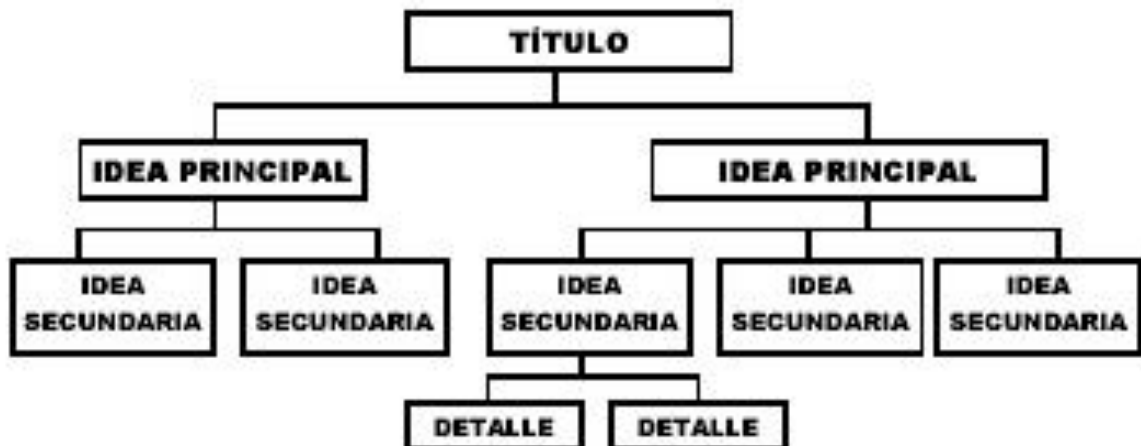 TÍTULO
IDEA PRINCIPAL
IDEA PRINCIPAL
IDEA
SECUNDARIA
IDEA
SECUNDARIA
IDEA
SECUNDARIA
IDEA
SECUNDARIA
IDEA
SECUNDARIA
DETALLE
DETALLE